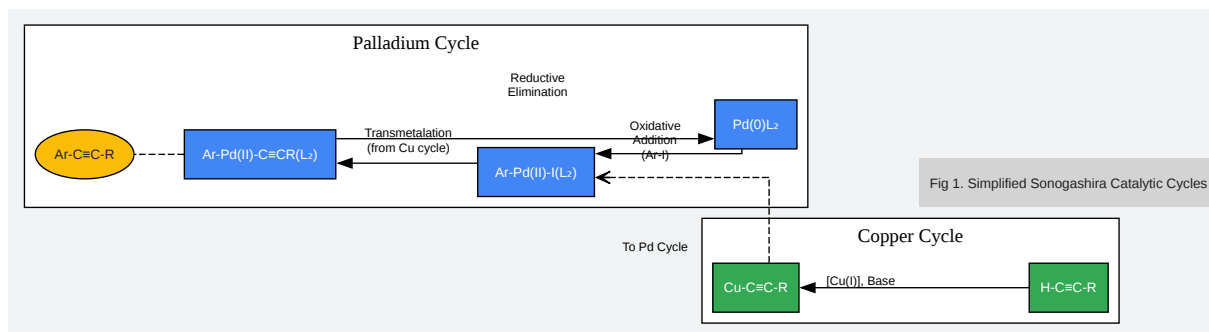 Palladium Cycle
Reductive
Elimination
Ar-C≡C-R
Ar-Pd(II)-C≡CR(L₂)
Transmetalation
(from Cu cycle)
Ar-Pd(II)-I(L₂)
Oxidative
Addition
(Ar-I)
Pd(0)L₂
Fig 1. Simplified Sonogashira Catalytic Cycles
Copper Cycle
To Pd Cycle
Cu-C≡C-R
[Cu(I)], Base
H-C≡C-R